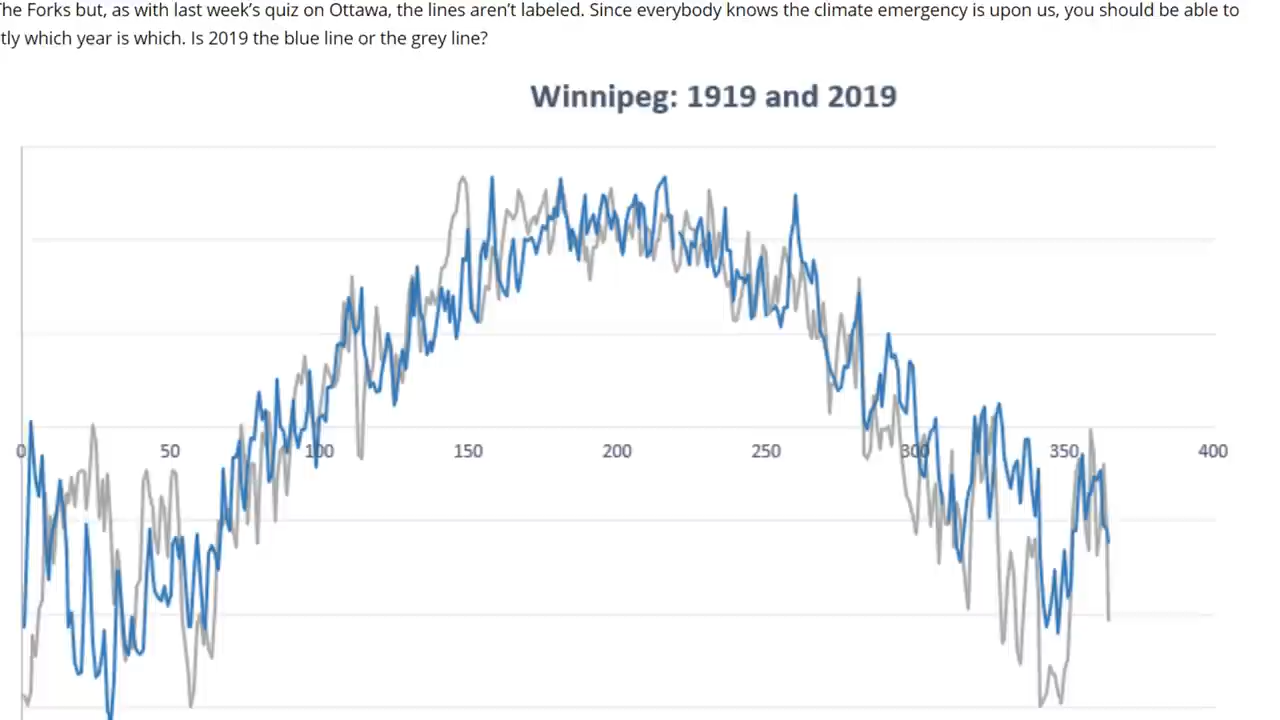 The Forks but, as with last week’s quiz on Ottawa, the lines aren’t labeled. Since everybody knows the climate emergency is upon us, you should be able to
tly which year is which. Is 2019 the blue line or the grey line?
Winnipeg: 1919 and 2019
0 50 100 150 200 250 300 350 400